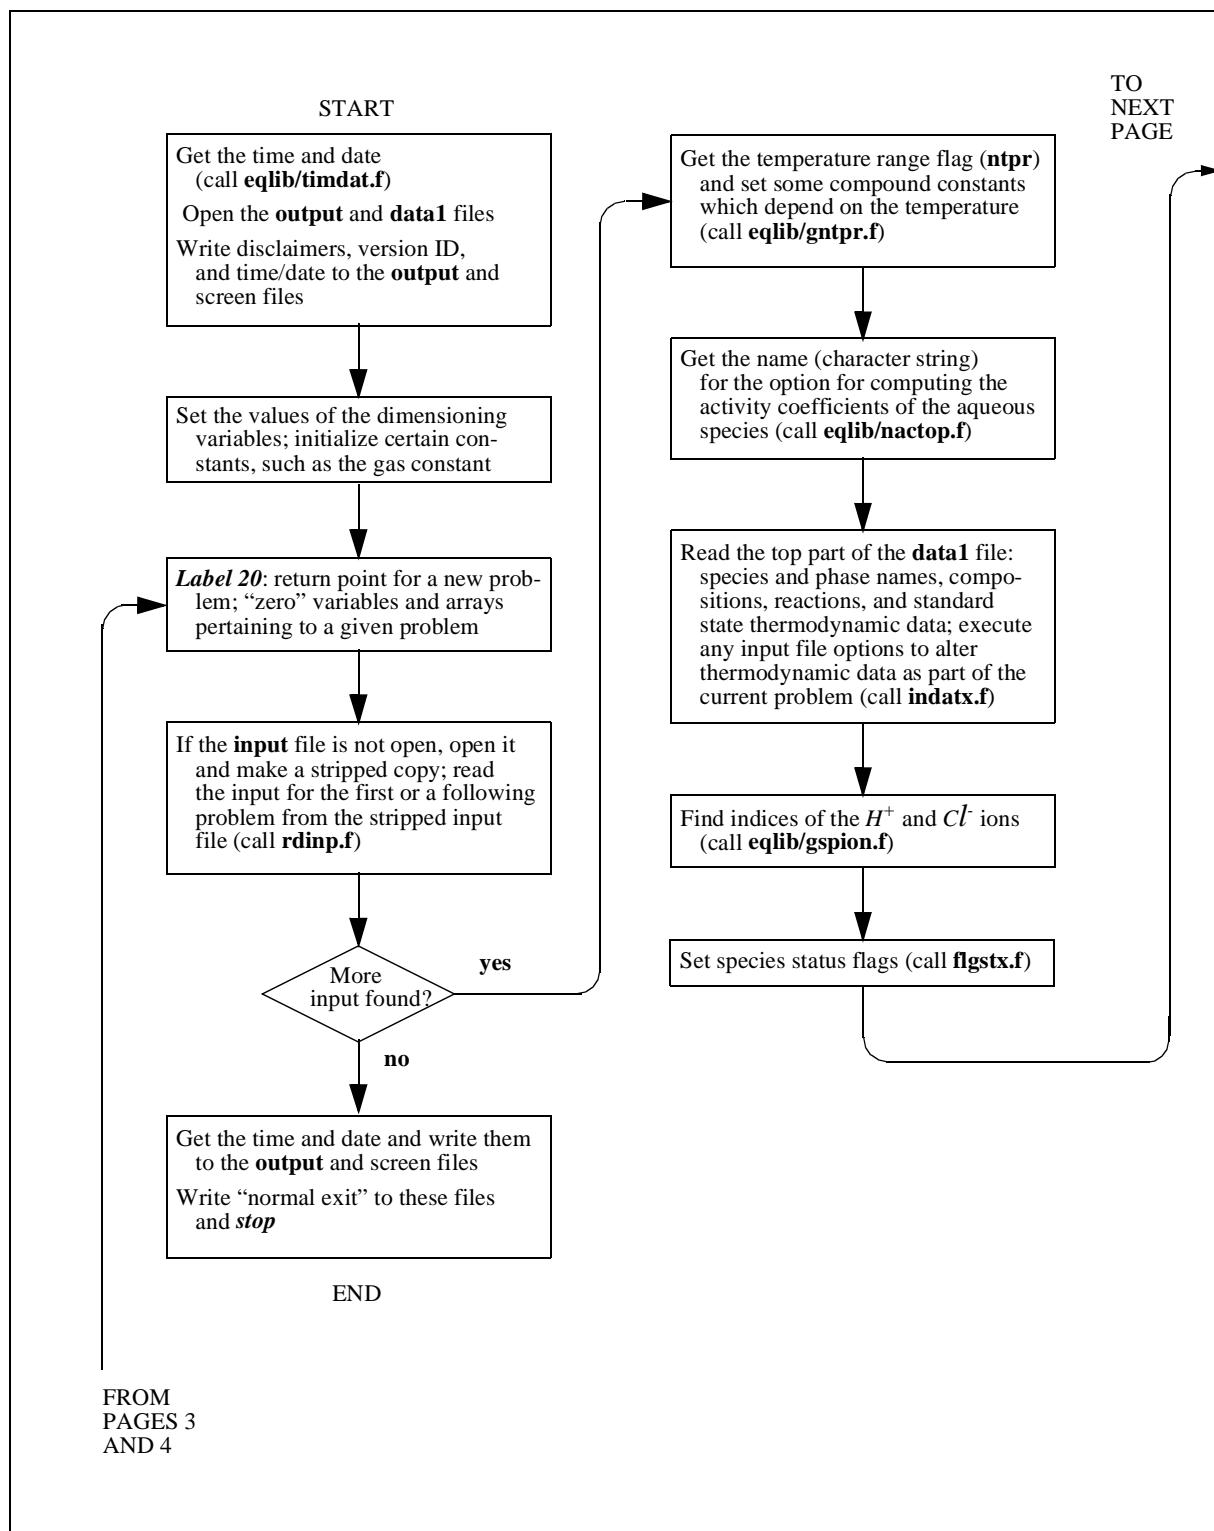 START
Get the time and date
(call eqlib/timdat.f)
Open the output and data1 files
Write disclaimers, version ID,
and time/date to the output and
screen files
Set the values of the dimensioning
variables; initialize certain con-
stants, such as the gas constant
Label 20: return point for a new prob-
lem; “zero” variables and arrays
pertaining to a given problem
If the input file is not open, open it
and make a stripped copy; read
the input for the first or a following
problem from the stripped input
file (call rdinp.f)
More
input found?
yes
no
Get the time and date and write them
to the output and screen files
Write “normal exit” to these files
and stop
END
FROM
PAGES 3
AND 4
Get the temperature range flag (ntpr)
and set some compound constants
which depend on the temperature
(call eqlib/gntpr.f)
Get the name (character string)
for the option for computing the
activity coefficients of the aqueous
species (call eqlib/nactop.f)
Read the top part of the data1 file:
species and phase names, compo-
sitions, reactions, and standard
state thermodynamic data; execute
any input file options to alter
thermodynamic data as part of the
current problem (call indatx.f)
Find indices of the H+ and Cl- ions
(call eqlib/gspion.f)
Set species status flags (call flgstx.f)
TO
NEXT
PAGE